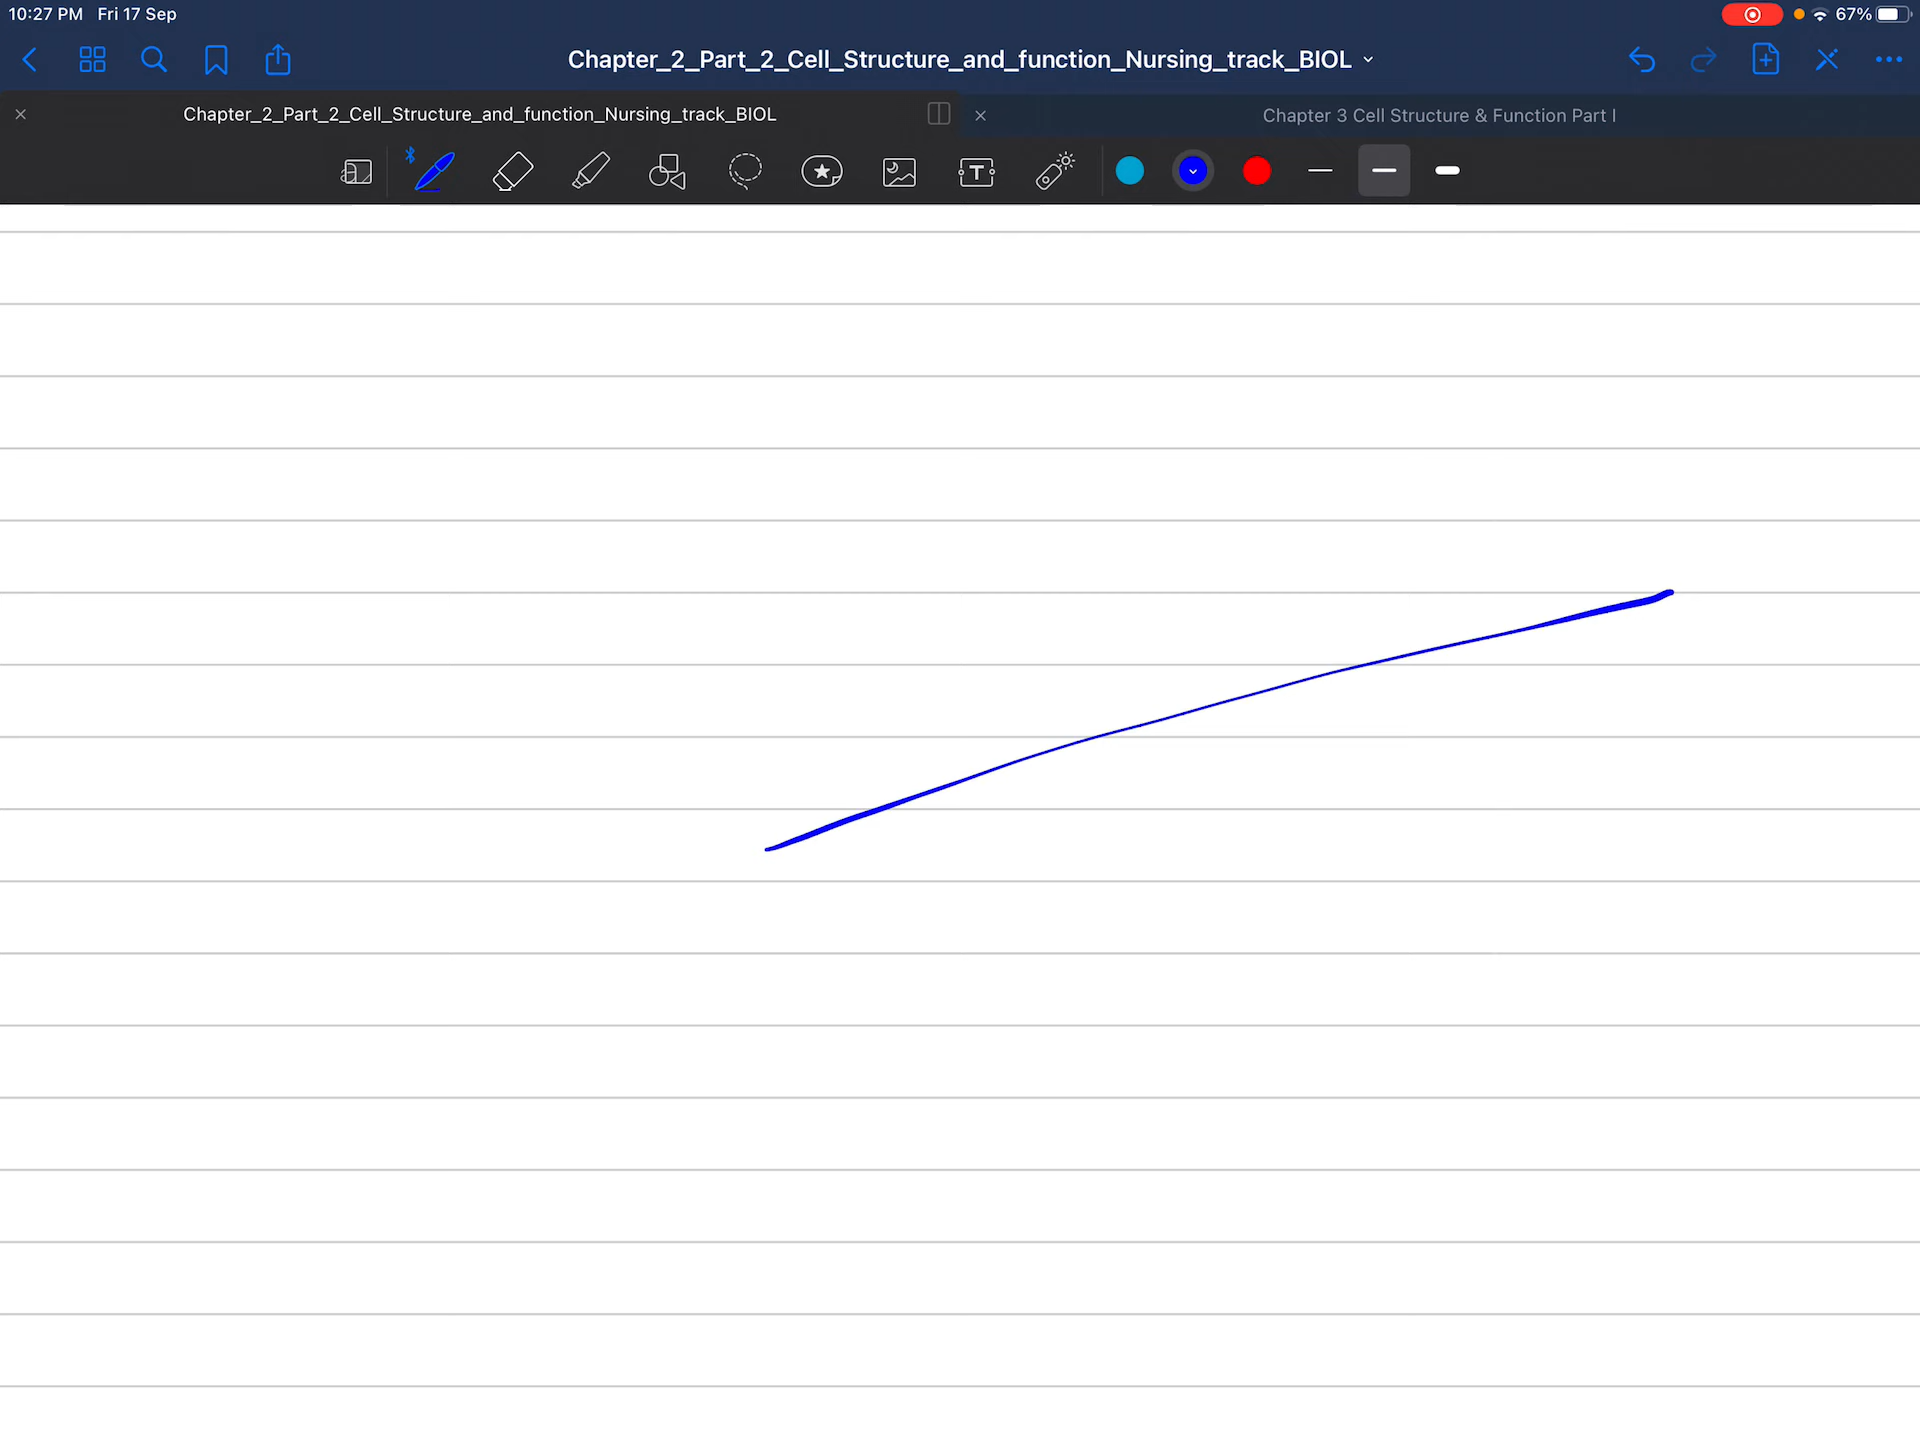 10:27 PM Fri 17 Sep 67%
Chapter_2_Part_2_Cell_Structure_and_function_Nursing_track_BIOL
Chapter_2_Part_2_Cell_Structure_and_function_Nursing_track_BIOL
Chapter 3 Cell Structure & Function Part I
T